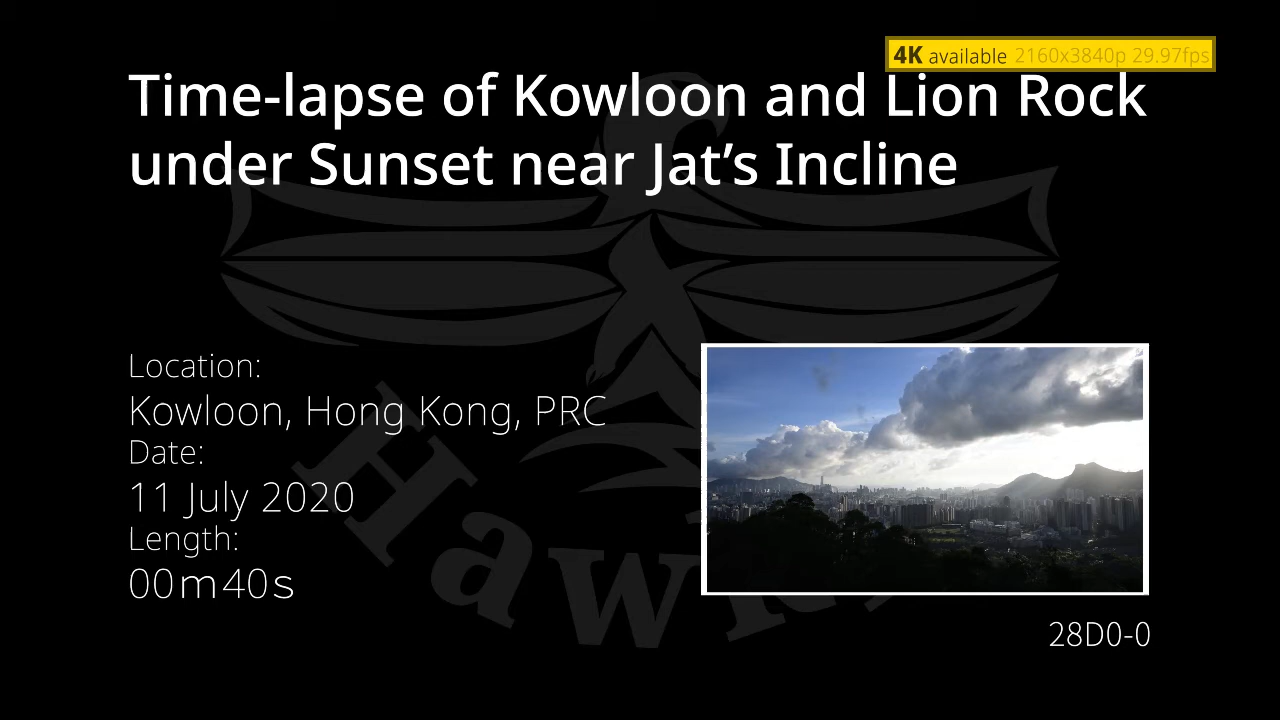 4K available 2160x3840p 29.97fps
Time-lapse of Kowloon and Lion Rock
under Sunset near Jat’s Incline
Location:
Kowloon, Hong Kong, PRC
Date:
11 July 2020
Length:
00m40s
28D0-0